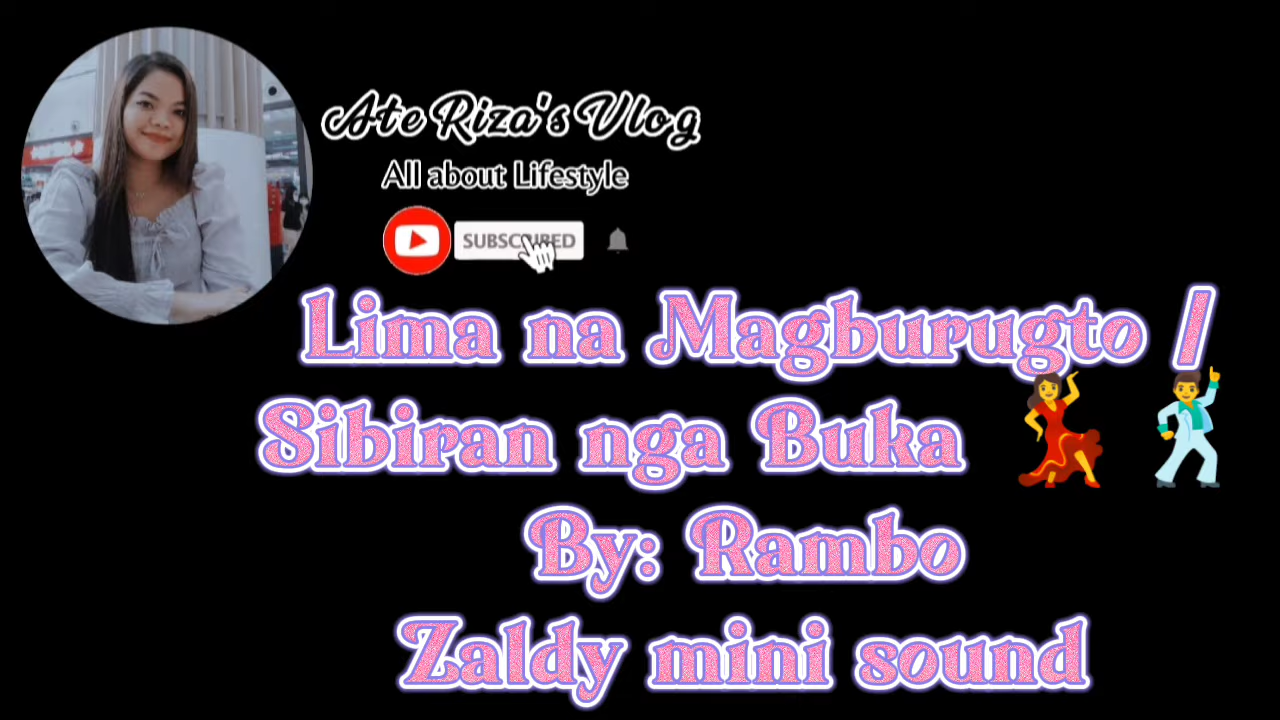 Ate Riza's Vlog
All about Lifestyle
SUBSCRIBED
Lima na Magburugto /
Sibiran nga Buka
By: Rambo
Zaldy mini sound